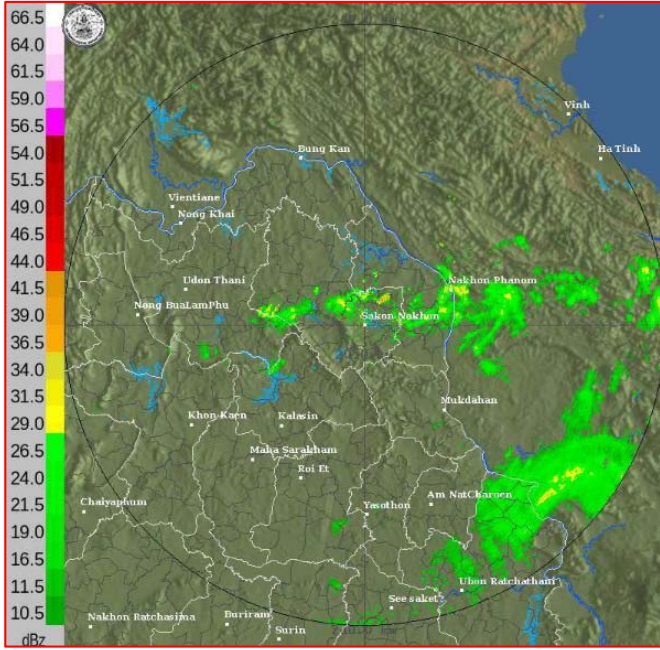 66.5
64.0
61.5
59.0
56.5
54.0
51.5
49.0
46.5
44.0
41.5
39.0
36.5
34.0
31.5
29.0
26.5
24.0
21.5
19.0
16.5
11.5
10.5
dBz
Vinh
Ha Tinh
Bung Kan
Vientiane
Nong Khai
Udon Thani
Nakhon Phanom
Nong BuaLamPhu
Sakon Nakhon
Mukdahan
Khon Kaen
Kalasin
Maha Sarakham
Roi Et
Chaiyaphum
Yasothon
Am NatCharoen
Ubon Ratchathani
See saket
Nakhon Ratchasima
Buriram
Surin